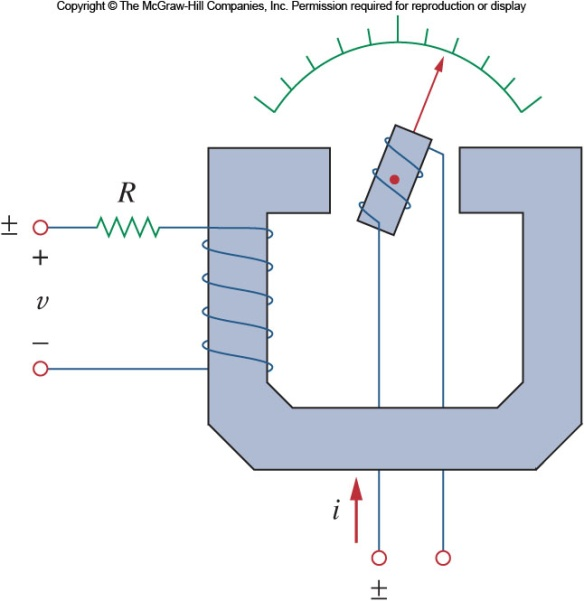 Copyright © The McGraw-Hill Companies, Inc. Permission required for reproduction or display
R
±
+
v
−
i
±